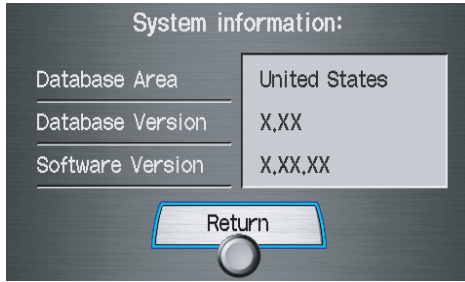 System information:
Database Area United States
Database Version X.XX
Software Version X.XX.XX
Return